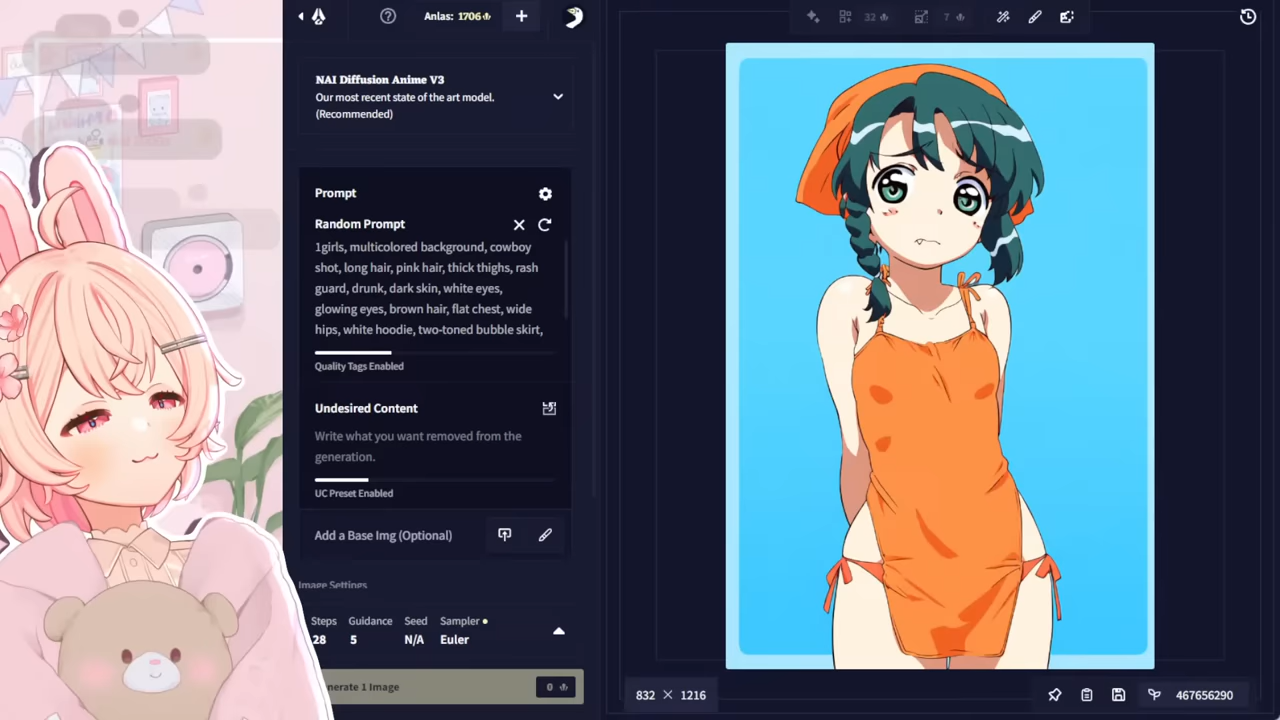 Anlas: 1706
NAI Diffusion Anime V3
Our most recent state of the art model.
(Recommended)
32
7
Prompt
Random Prompt
1girls, multicolored background, cowboy
shot, long hair, pink hair, thick thighs, rash
guard, drunk, dark skin, white eyes,
glowing eyes, brown hair, flat chest, wide
hips, white hoodie, two-toned bubble skirt,
Quality Tags Enabled
Undesired Content
Write what you want removed from the
generation.
UC Preset Enabled
Add a Base Img (Optional)
Image Settings
Steps Guidance Seed Sampler
28 5 N/A Euler
enerate 1 Image 0
832 × 1216
467656290